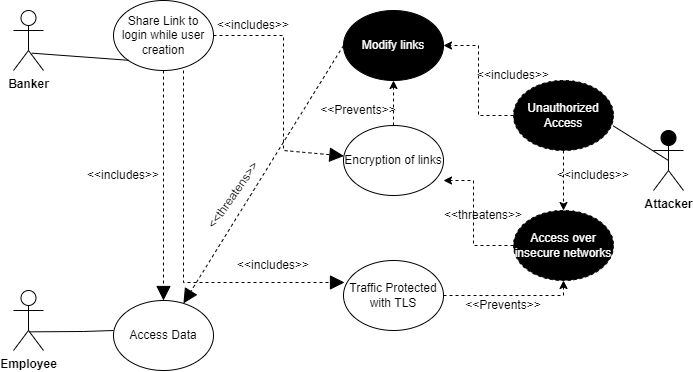 Share Link to
login while user
creation
<<includes>>
Modify links
<<includes>>
Banker
<<Prevents>>
Unauthorized
Access
Encryption of links
<<includes>>
<<threatens>>
<<includes>>
Attacker
<<threatens>>
Access over
insecure networks
<<includes>>
Traffic Protected
with TLS
<<Prevents>>
Access Data
Employee